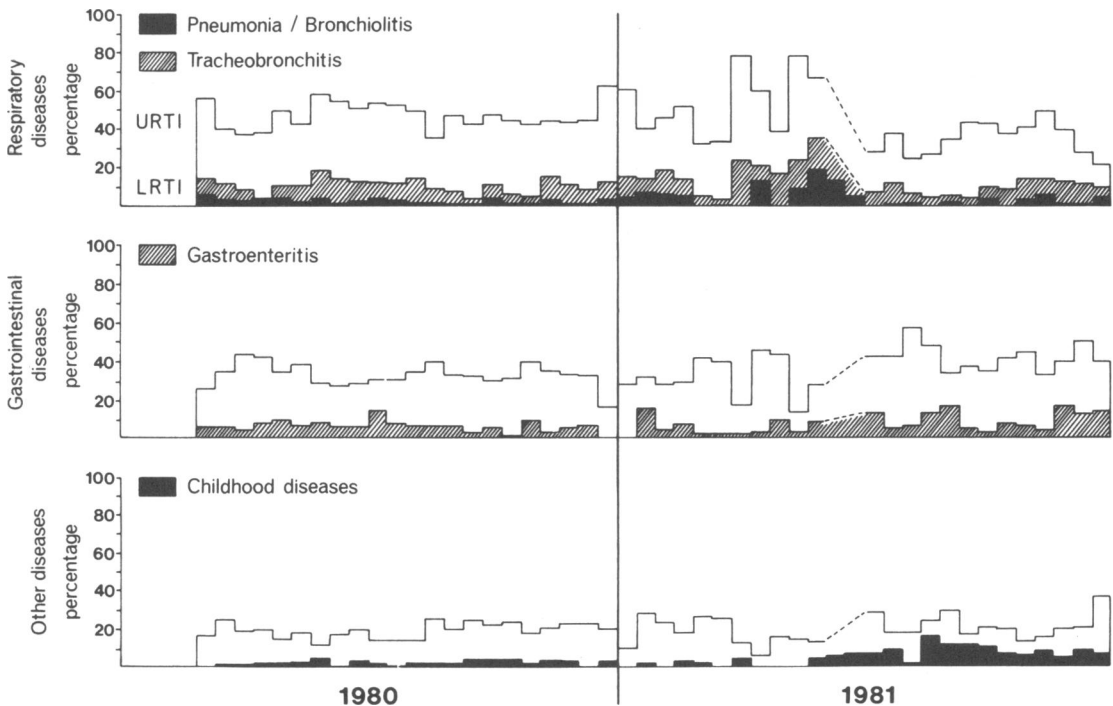 Respiratory
diseases
percentage
100
80
60
40
20
Pneumonia / Bronchiolitis
Tracheobronchitis
URTI
LRTI
Gastrointestinal
diseases
percentage
100
80
60
40
20
Gastroenteritis
Other diseases
percentage
100
80
60
40
20
Childhood diseases
1980
1981